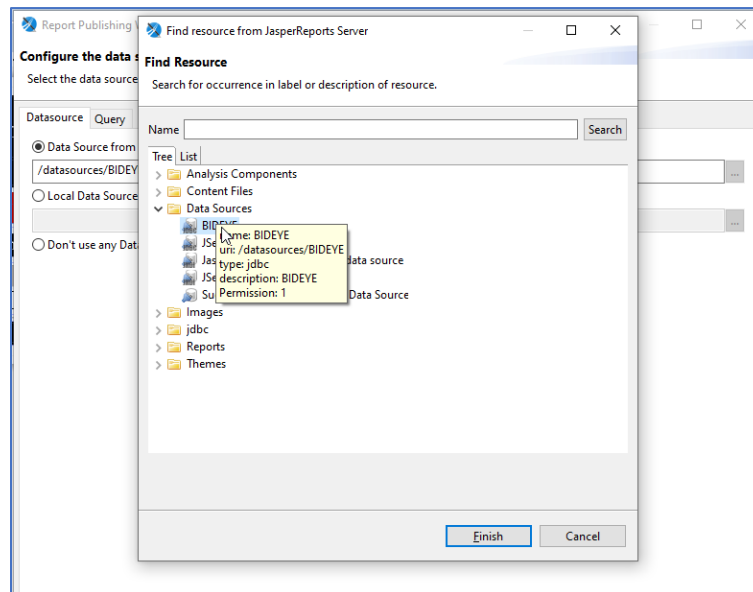 Report Publishing
Configure the data
Select the data source
Datasource Query
Data Source from
/datasources/BIDEY
...
Local Data Source
...
Don't use any Dat
Find resource from JasperReports Server
Find Resource
Search for occurrence in label or description of resource.
Name
Search
Tree List
Analysis Components
Content Files
Data Sources
BIDEYE
JSe
Jas
data source
JSe
Su
Data Source
name: BIDEYE
uri: /datasources/BIDEYE
type: jdbc
description: BIDEYE
Permission: 1
Images
jdbc
Reports
Themes
Finish Cancel